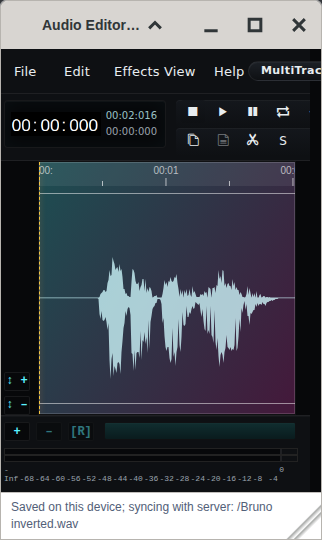 Audio Editor...
File Edit Effects View Help MultiTrac
00:00:000
00:02:016
00:00:000
S
00: 00:01 00:
+
–
+ – [R]
- 0
Inf-68-64-60-56-52-48-44-40-36-32-28-24-20-16-12-8 -4
Saved on this device; syncing with server: /Bruno
inverted.wav